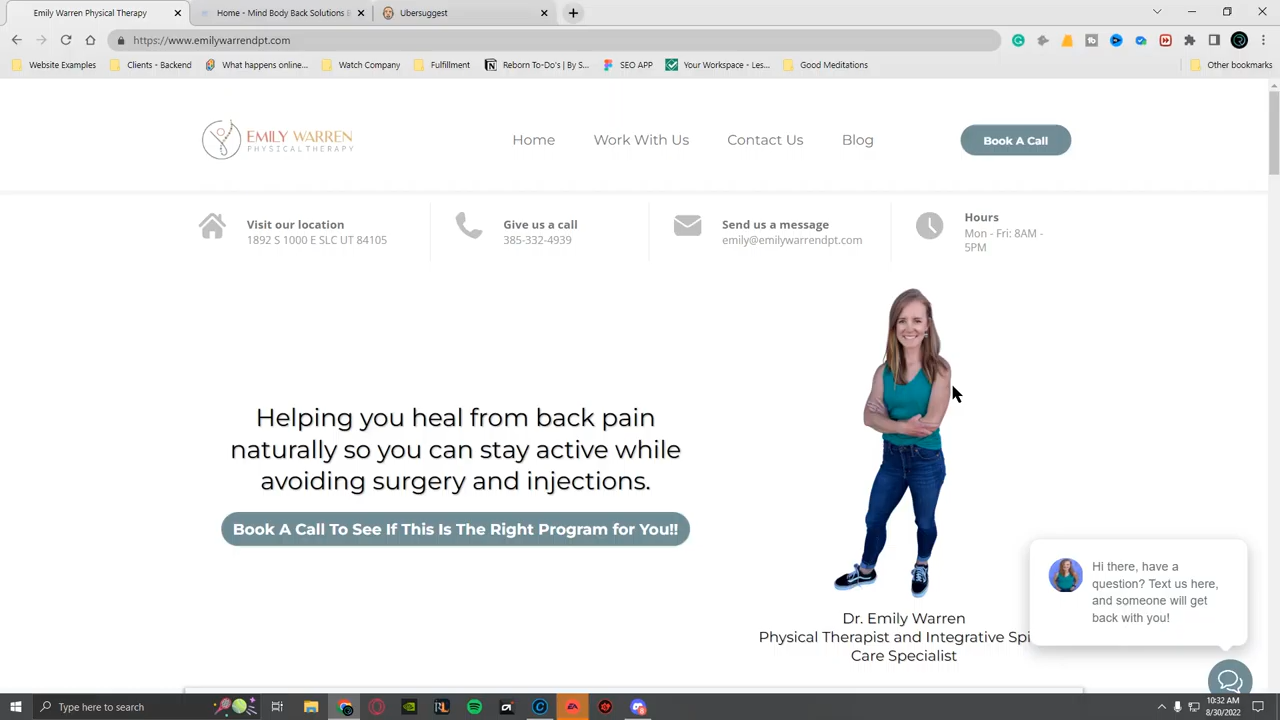 Emily Warren Physical Therapy
Home - Mind Body Back Solutions
Ubersuggest
https://www.emilywarrendpt.com
Website Examples
Clients - Backend
What happens online...
Watch Company
Fulfillment
Reborn To-Do's | By S...
SEO APP
Your Workspace - Les...
Good Meditations
Other bookmarks
EMILY WARREN
PHYSICAL THERAPY
Home
Work With Us
Contact Us
Blog
Book A Call
Visit our location
1892 S 1000 E SLC UT 84105
Give us a call
385-332-4939
Send us a message
emily@emilywarrendpt.com
Hours
Mon - Fri: 8AM -
5PM
Helping you heal from back pain
naturally so you can stay active while
avoiding surgery and injections.
Book A Call To See If This Is The Right Program for You!!
Dr. Emily Warren
Physical Therapist and Integrative Spi
Care Specialist
Hi there, have a
question? Text us here,
and someone will get
back with you!
Type here to search
10:32 AM
8/30/2022